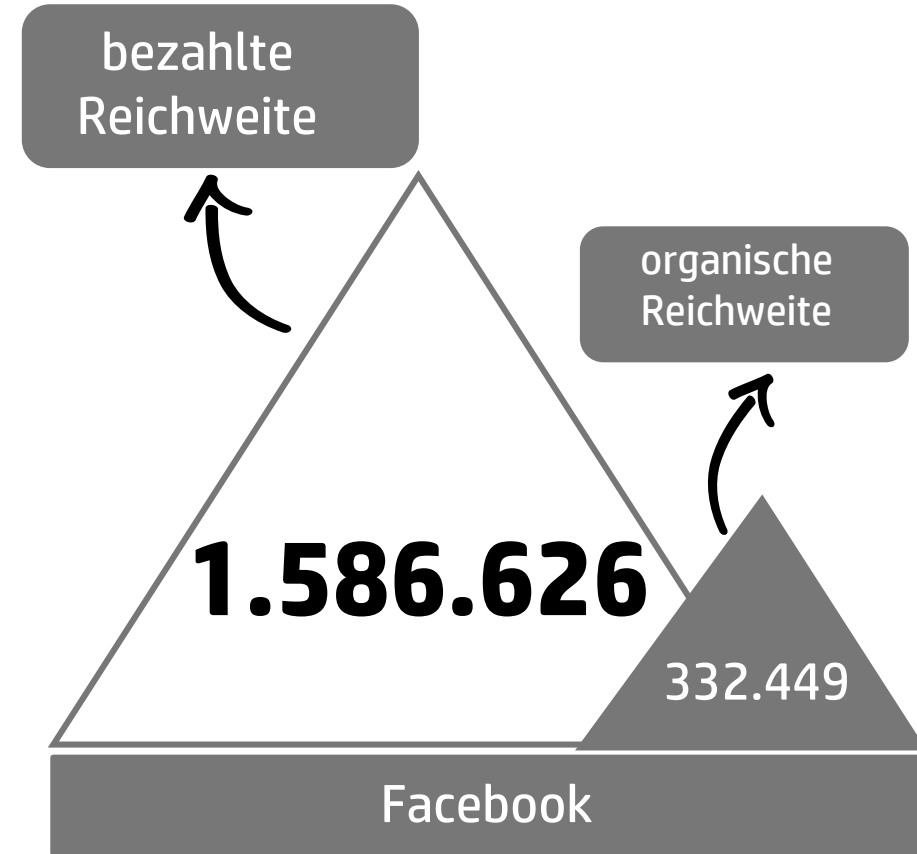 bezahlte
Reichweite
organische
Reichweite
1.586.626
332.449
Facebook